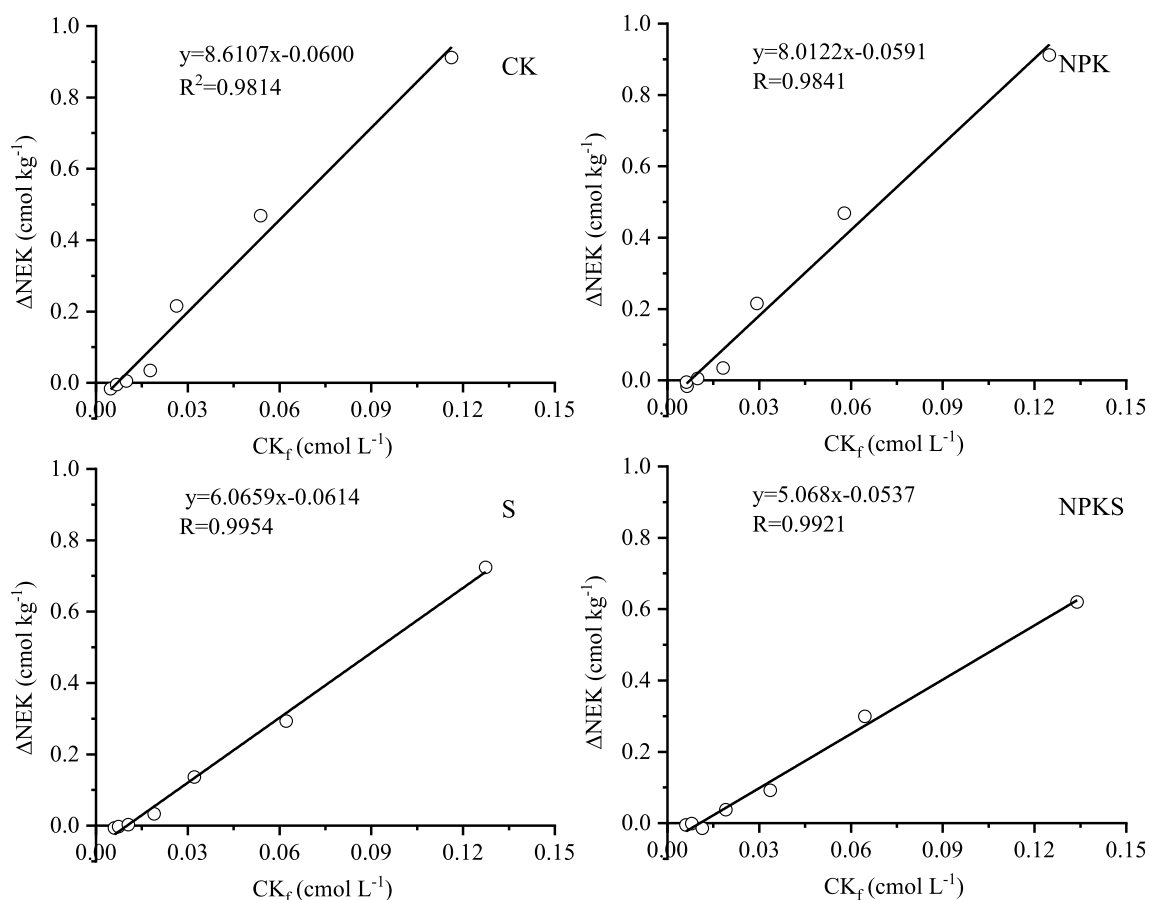 1.0
0.8
0.6
0.4
0.2
0.0
ΔNEK (cmol kg⁻¹)
y=8.6107x-0.0600
R²=0.9814
CK
0.00 0.03 0.06 0.09 0.12 0.15
CK_f (cmol L⁻¹)
1.0
0.8
0.6
0.4
0.2
0.0
ΔNEK (cmol kg⁻¹)
y=8.0122x-0.0591
R=0.9841
NPK
0.00 0.03 0.06 0.09 0.12 0.15
CK_f (cmol L⁻¹)
1.0
0.8
0.6
0.4
0.2
0.0
ΔNEK (cmol kg⁻¹)
y=6.0659x-0.0614
R=0.9954
S
0.00 0.03 0.06 0.09 0.12 0.15
CK_f (cmol L⁻¹)
1.0
0.8
0.6
0.4
0.2
0.0
ΔNEK (cmol kg⁻¹)
y=5.068x-0.0537
R=0.9921
NPKS
0.00 0.03 0.06 0.09 0.12 0.15
CK_f (cmol L⁻¹)